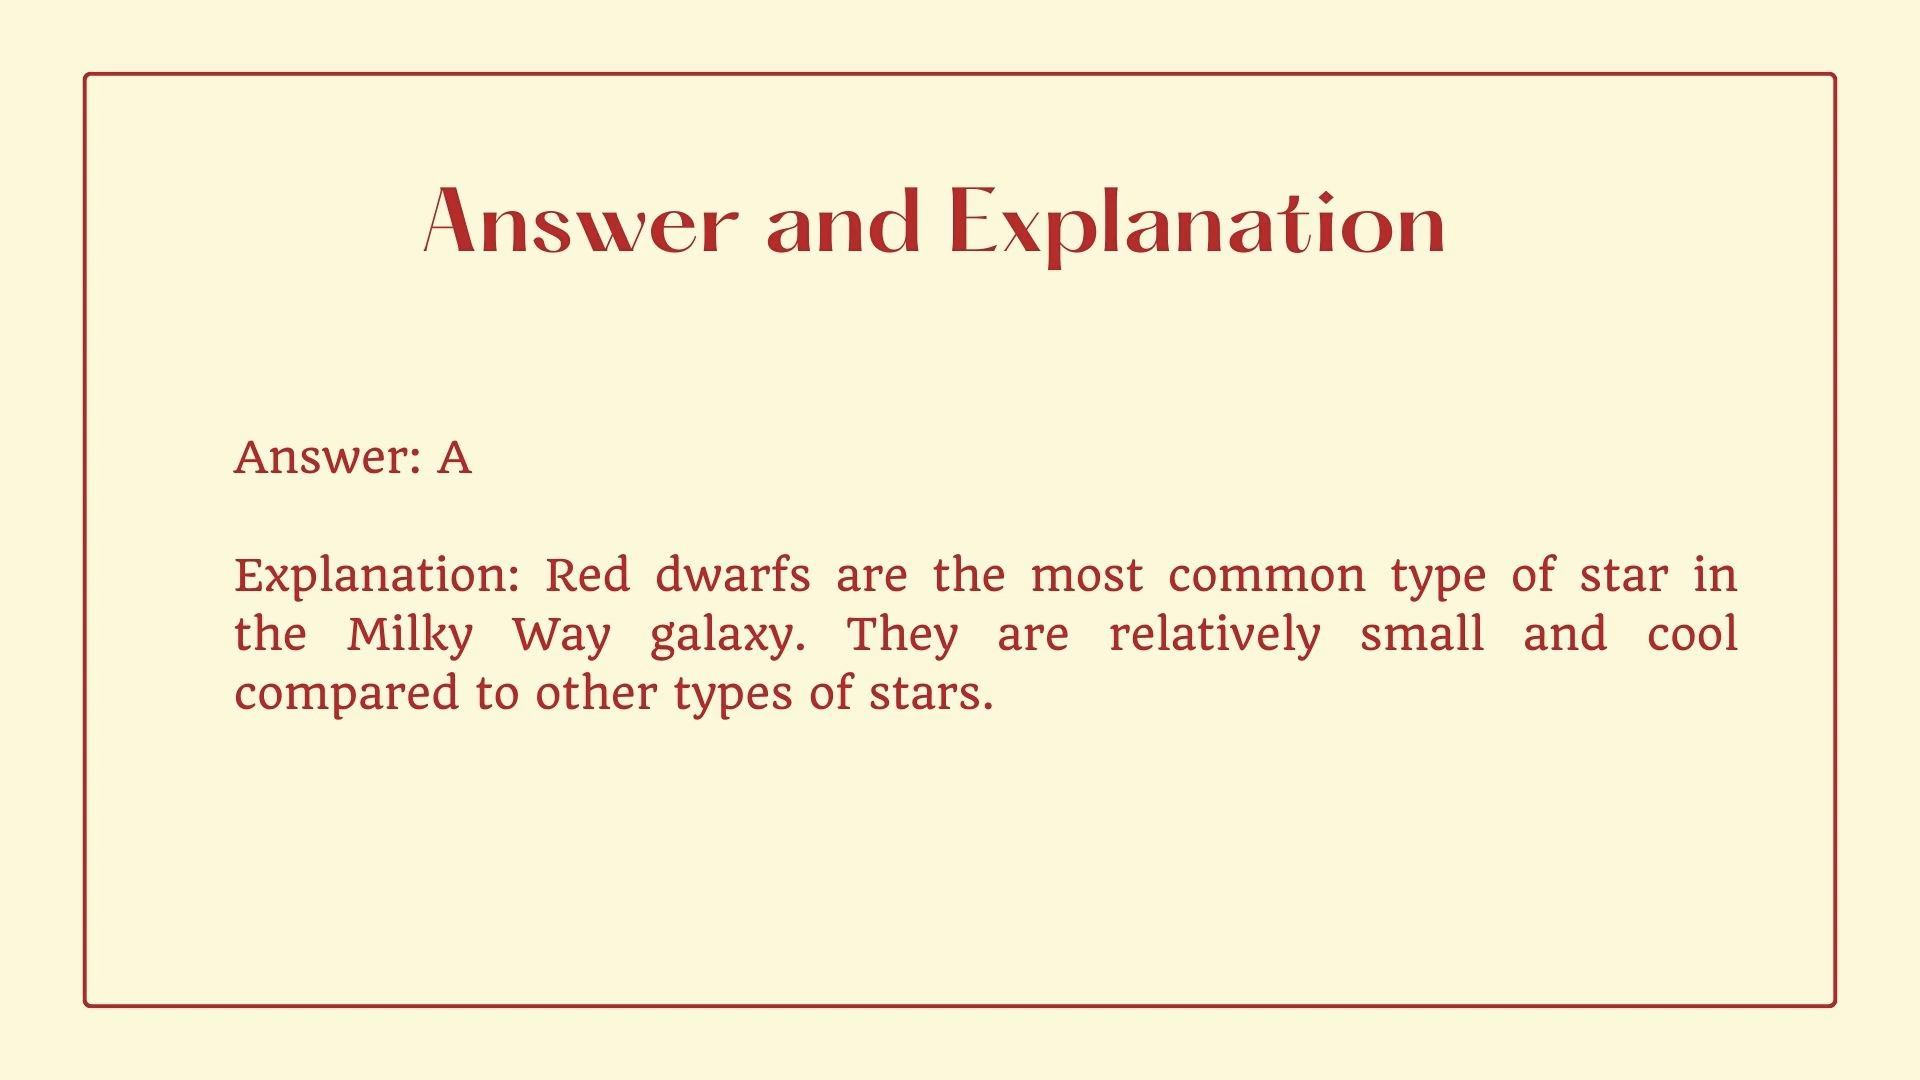 Answer and Explanation
Answer: A
Explanation: Red dwarfs are the most common type of star in
the Milky Way galaxy. They are relatively small and cool
compared to other types of stars.